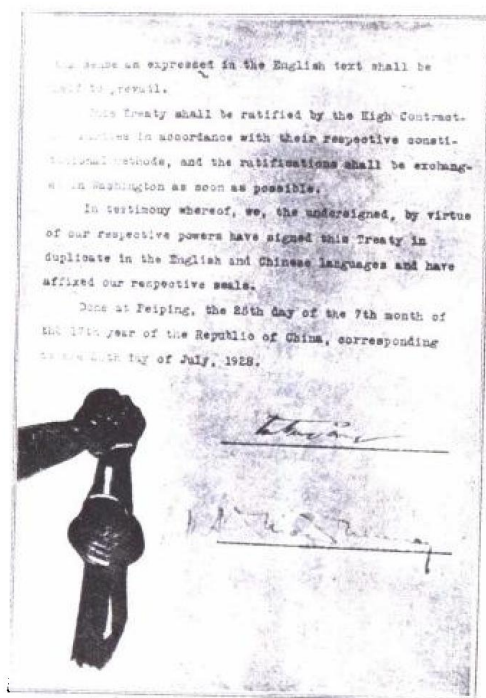 sense as expressed in the English text shall be
prevail.
This Treaty shall be ratified by the High Contract-
in accordance with their respective consti-
methods, and the ratifications shall be exchang-
in Washington as soon as possible.
In testimony whereof, we, the undersigned, by virtue
of our respective powers have signed this Treaty in
duplicate in the English and Chinese languages and have
affixed our respective seals.
Done at Peiping, the 25th day of the 7th month of
the 17th year of the Republic of China, corresponding
day of July, 1928.